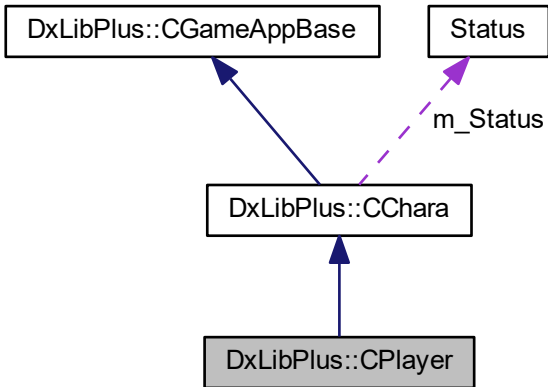 DxLibPlus::CGameAppBase
Status
m_Status
DxLibPlus::CChara
DxLibPlus::CPlayer